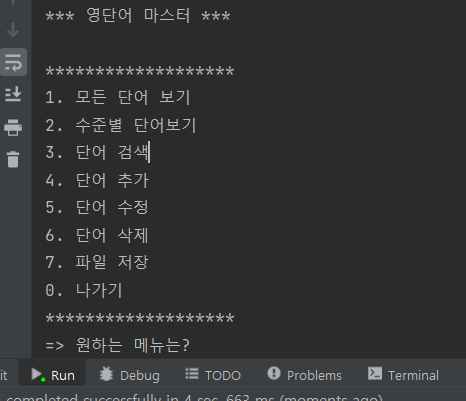 *** 영단어 마스터 ***
*******************
1. 모든 단어 보기
2. 수준별 단어보기
3. 단어 검색
4. 단어 추가
5. 단어 수정
6. 단어 삭제
7. 파일 저장
0. 나가기
*******************
=> 원하는 메뉴는?
it Run Debug TODO Problems Terminal
completed successfully in 4 sec, 663 ms (moments ago)